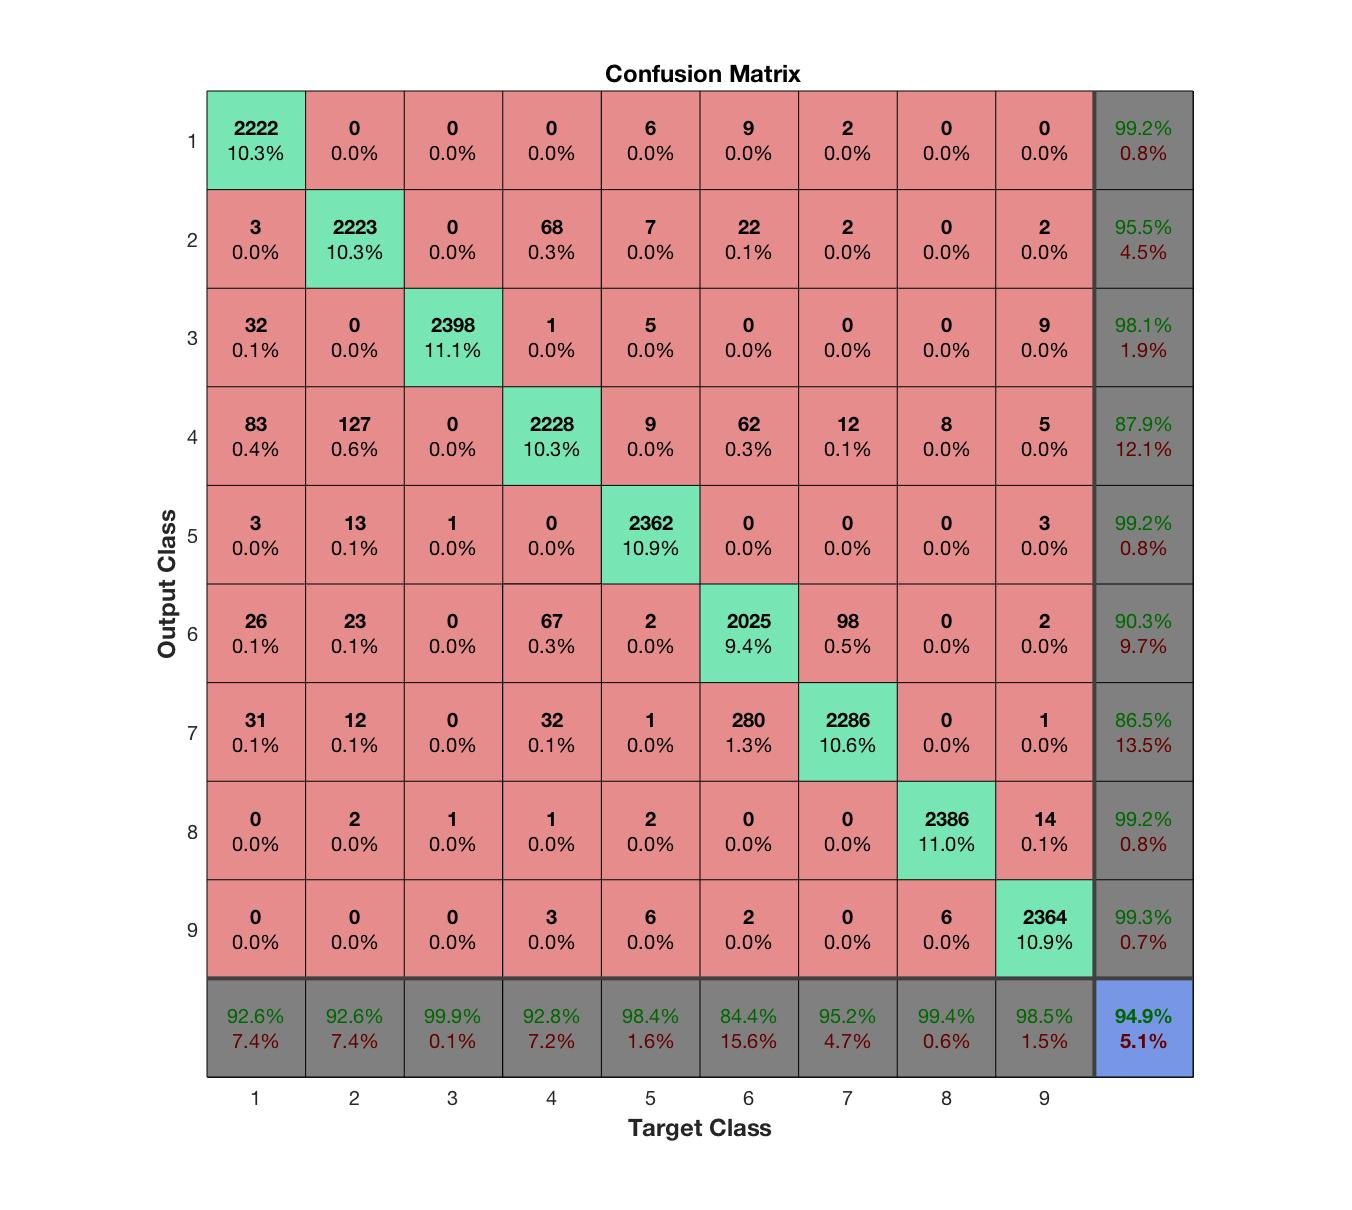 Confusion Matrix
1 2222 0 0 0 6 9 2 0 0 99.2%
10.3% 0.0% 0.0% 0.0% 0.0% 0.0% 0.0% 0.0% 0.0% 0.8%
2 3 2223 0 68 7 22 2 0 2 95.5%
0.0% 10.3% 0.0% 0.3% 0.0% 0.1% 0.0% 0.0% 0.0% 4.5%
3 32 0 2398 1 5 0 0 0 9 98.1%
0.1% 0.0% 11.1% 0.0% 0.0% 0.0% 0.0% 0.0% 0.0% 1.9%
4 83 127 0 2228 9 62 12 8 5 87.9%
0.4% 0.6% 0.0% 10.3% 0.0% 0.3% 0.1% 0.0% 0.0% 12.1%
5 3 13 1 0 2362 0 0 0 3 99.2%
0.0% 0.1% 0.0% 0.0% 10.9% 0.0% 0.0% 0.0% 0.0% 0.8%
6 26 23 0 67 2 2025 98 0 2 90.3%
0.1% 0.1% 0.0% 0.3% 0.0% 9.4% 0.5% 0.0% 0.0% 9.7%
7 31 12 0 32 1 280 2286 0 1 86.5%
0.1% 0.1% 0.0% 0.1% 0.0% 1.3% 10.6% 0.0% 0.0% 13.5%
8 0 2 1 1 2 0 0 2386 14 99.2%
0.0% 0.0% 0.0% 0.0% 0.0% 0.0% 0.0% 11.0% 0.1% 0.8%
9 0 0 0 3 6 2 0 6 2364 99.3%
0.0% 0.0% 0.0% 0.0% 0.0% 0.0% 0.0% 0.0% 10.9% 0.7%
92.6% 92.6% 99.9% 92.8% 98.4% 84.4% 95.2% 99.4% 98.5% 94.9%
7.4% 7.4% 0.1% 7.2% 1.6% 15.6% 4.7% 0.6% 1.5% 5.1%
1 2 3 4 5 6 7 8 9
Target Class
Output Class